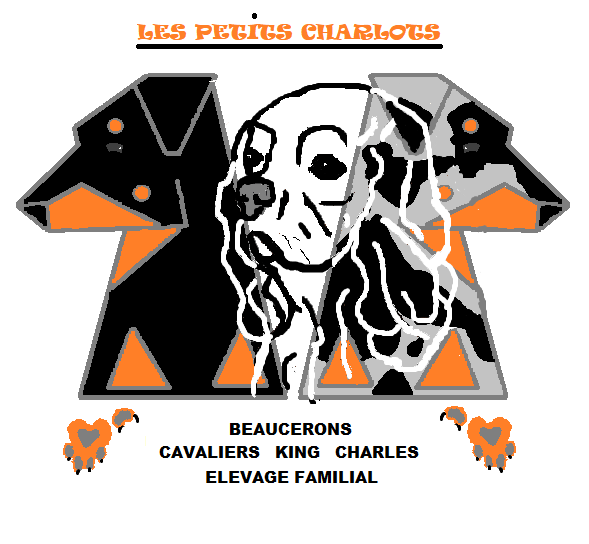 LES PETITS CHARLOTS
BEAUCERONS
CAVALIERS KING CHARLES
ELEVAGE FAMILIAL